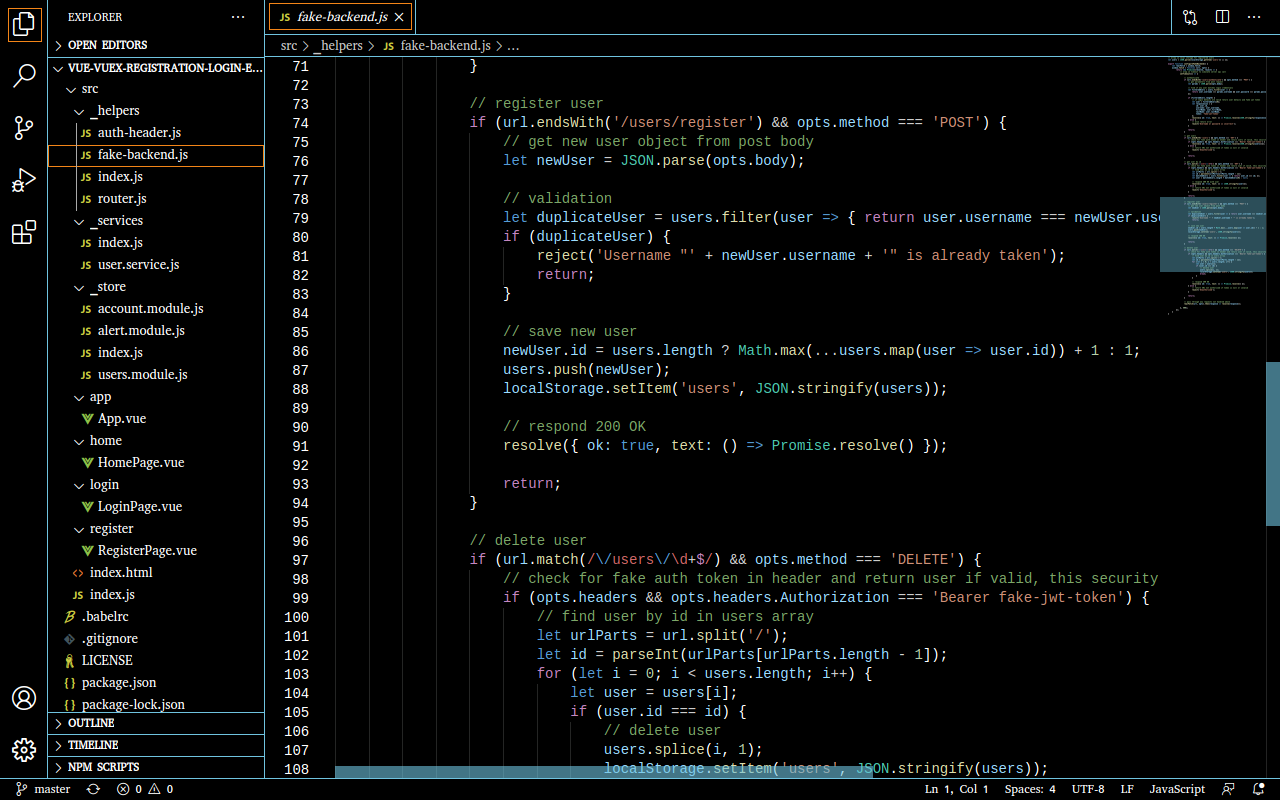 EXPLORER
OPEN EDITORS
VUE-VUEX-REGISTRATION-LOGIN-E...
src
_helpers
JS auth-header.js
JS fake-backend.js
JS index.js
JS router.js
_services
JS index.js
JS user.service.js
_store
JS account.module.js
JS alert.module.js
JS index.js
JS users.module.js
app
App.vue
home
HomePage.vue
login
LoginPage.vue
register
RegisterPage.vue
index.html
JS index.js
.babelrc
.gitignore
LICENSE
package.json
package-lock.json
OUTLINE
TIMELINE
NPM SCRIPTS
JS fake-backend.js
src > _helpers > JS fake-backend.js > ...
71 }
72
73 // register user
74 if (url.endsWith('/users/register') && opts.method === 'POST') {
75 // get new user object from post body
76 let newUser = JSON.parse(opts.body);
77
78 // validation
79 let duplicateUser = users.filter(user => { return user.username === newUser.use
80 if (duplicateUser) {
81 reject('Username "' + newUser.username + '" is already taken');
82 return;
83 }
84
85 // save new user
86 newUser.id = users.length ? Math.max(...users.map(user => user.id)) + 1 : 1;
87 users.push(newUser);
88 localStorage.setItem('users', JSON.stringify(users));
89
90 // respond 200 OK
91 resolve({ ok: true, text: () => Promise.resolve() });
92
93 return;
94 }
95
96 // delete user
97 if (url.match(/\/users\/\d+$/) && opts.method === 'DELETE') {
98 // check for fake auth token in header and return user if valid, this security
99 if (opts.headers && opts.headers.Authorization === 'Bearer fake-jwt-token') {
100 // find user by id in users array
101 let urlParts = url.split('/');
102 let id = parseInt(urlParts[urlParts.length - 1]);
103 for (let i = 0; i < users.length; i++) {
104 let user = users[i];
105 if (user.id === id) {
106 // delete user
107 users.splice(i, 1);
108 localStorage.setItem('users', JSON.stringify(users));
master 0 0 Ln 1, Col 1 Spaces: 4 UTF-8 LF JavaScript